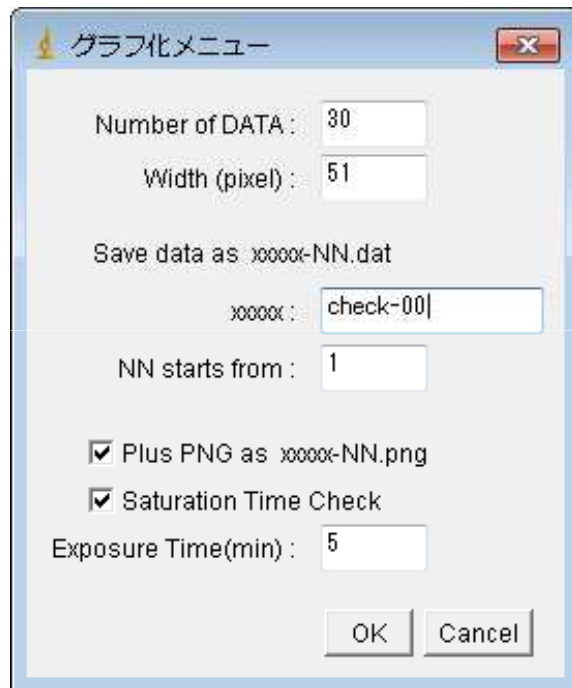 グラフ化メニュー
Number of DATA : 30
Width (pixel) : 51
Save data as xxxxx-NN.dat
xxxxx : check-00
NN starts from : 1
Plus PNG as xxxxx-NN.png
Saturation Time Check
Exposure Time(min) : 5
OK Cancel